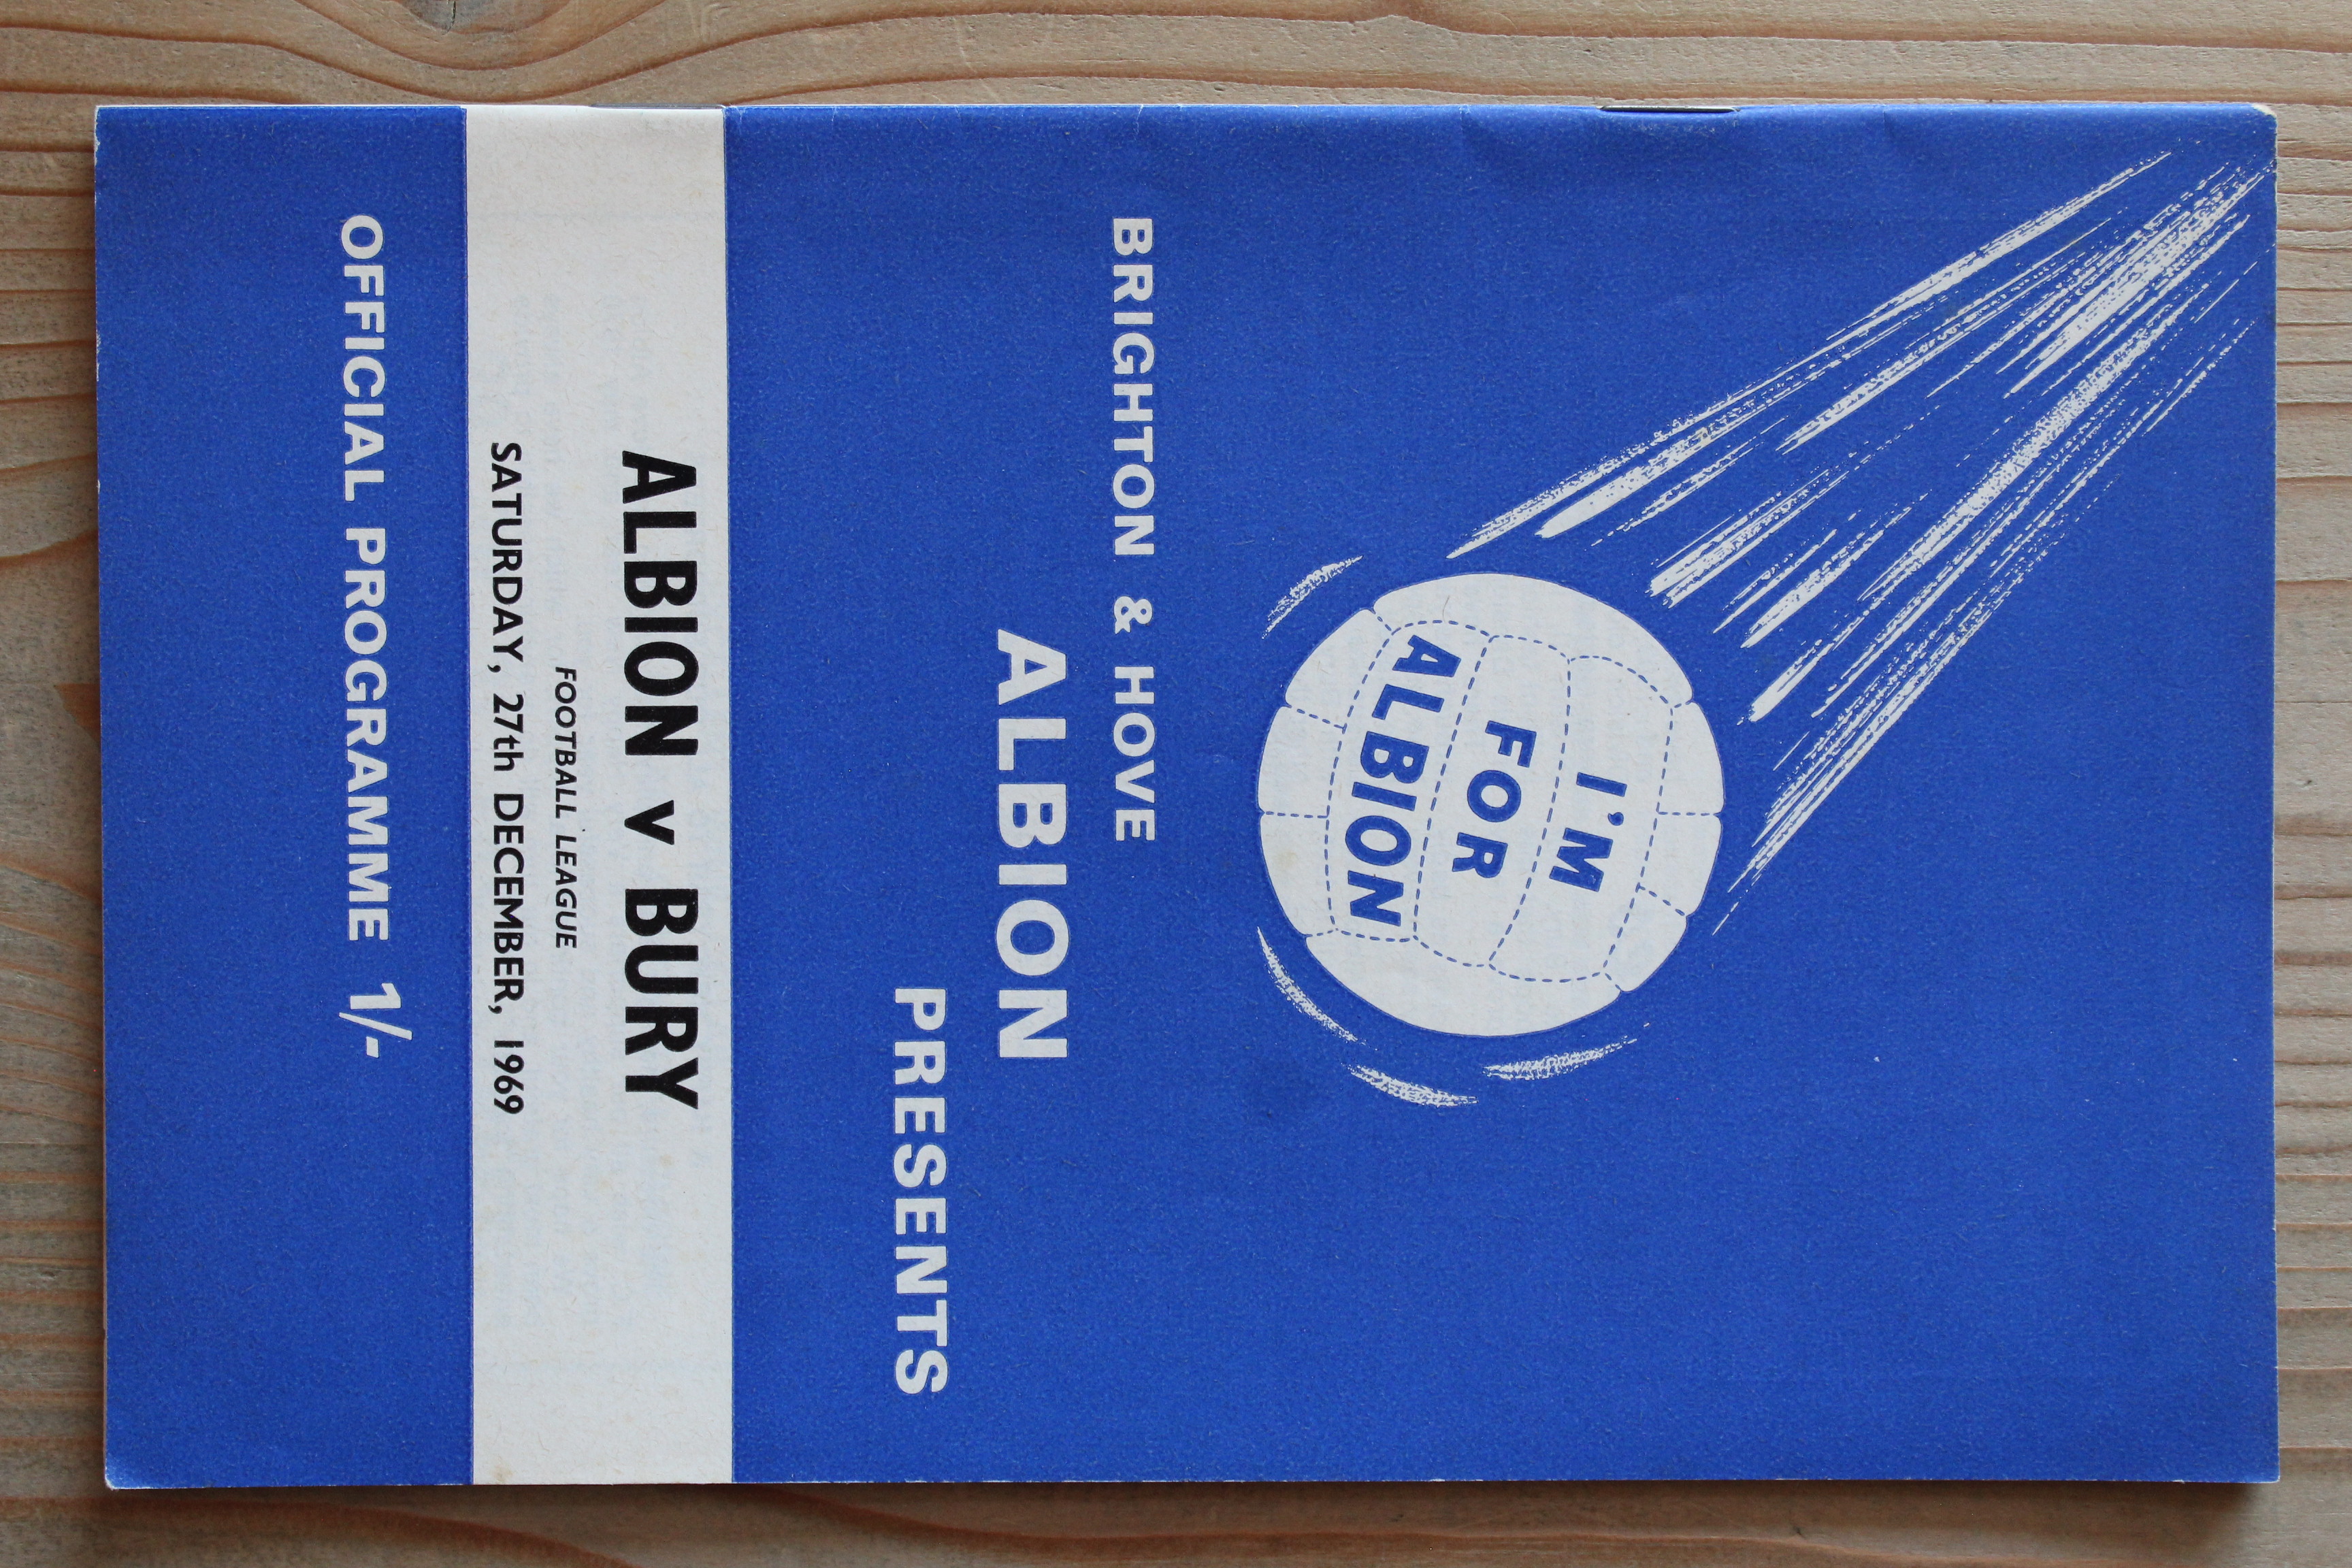 I'M
FOR
ALBION
BRIGHTON & HOVE
ALBION
PRESENTS
ALBION v BURY
FOOTBALL LEAGUE
SATURDAY, 27th DECEMBER, 1969
OFFICIAL PROGRAMME 1/-